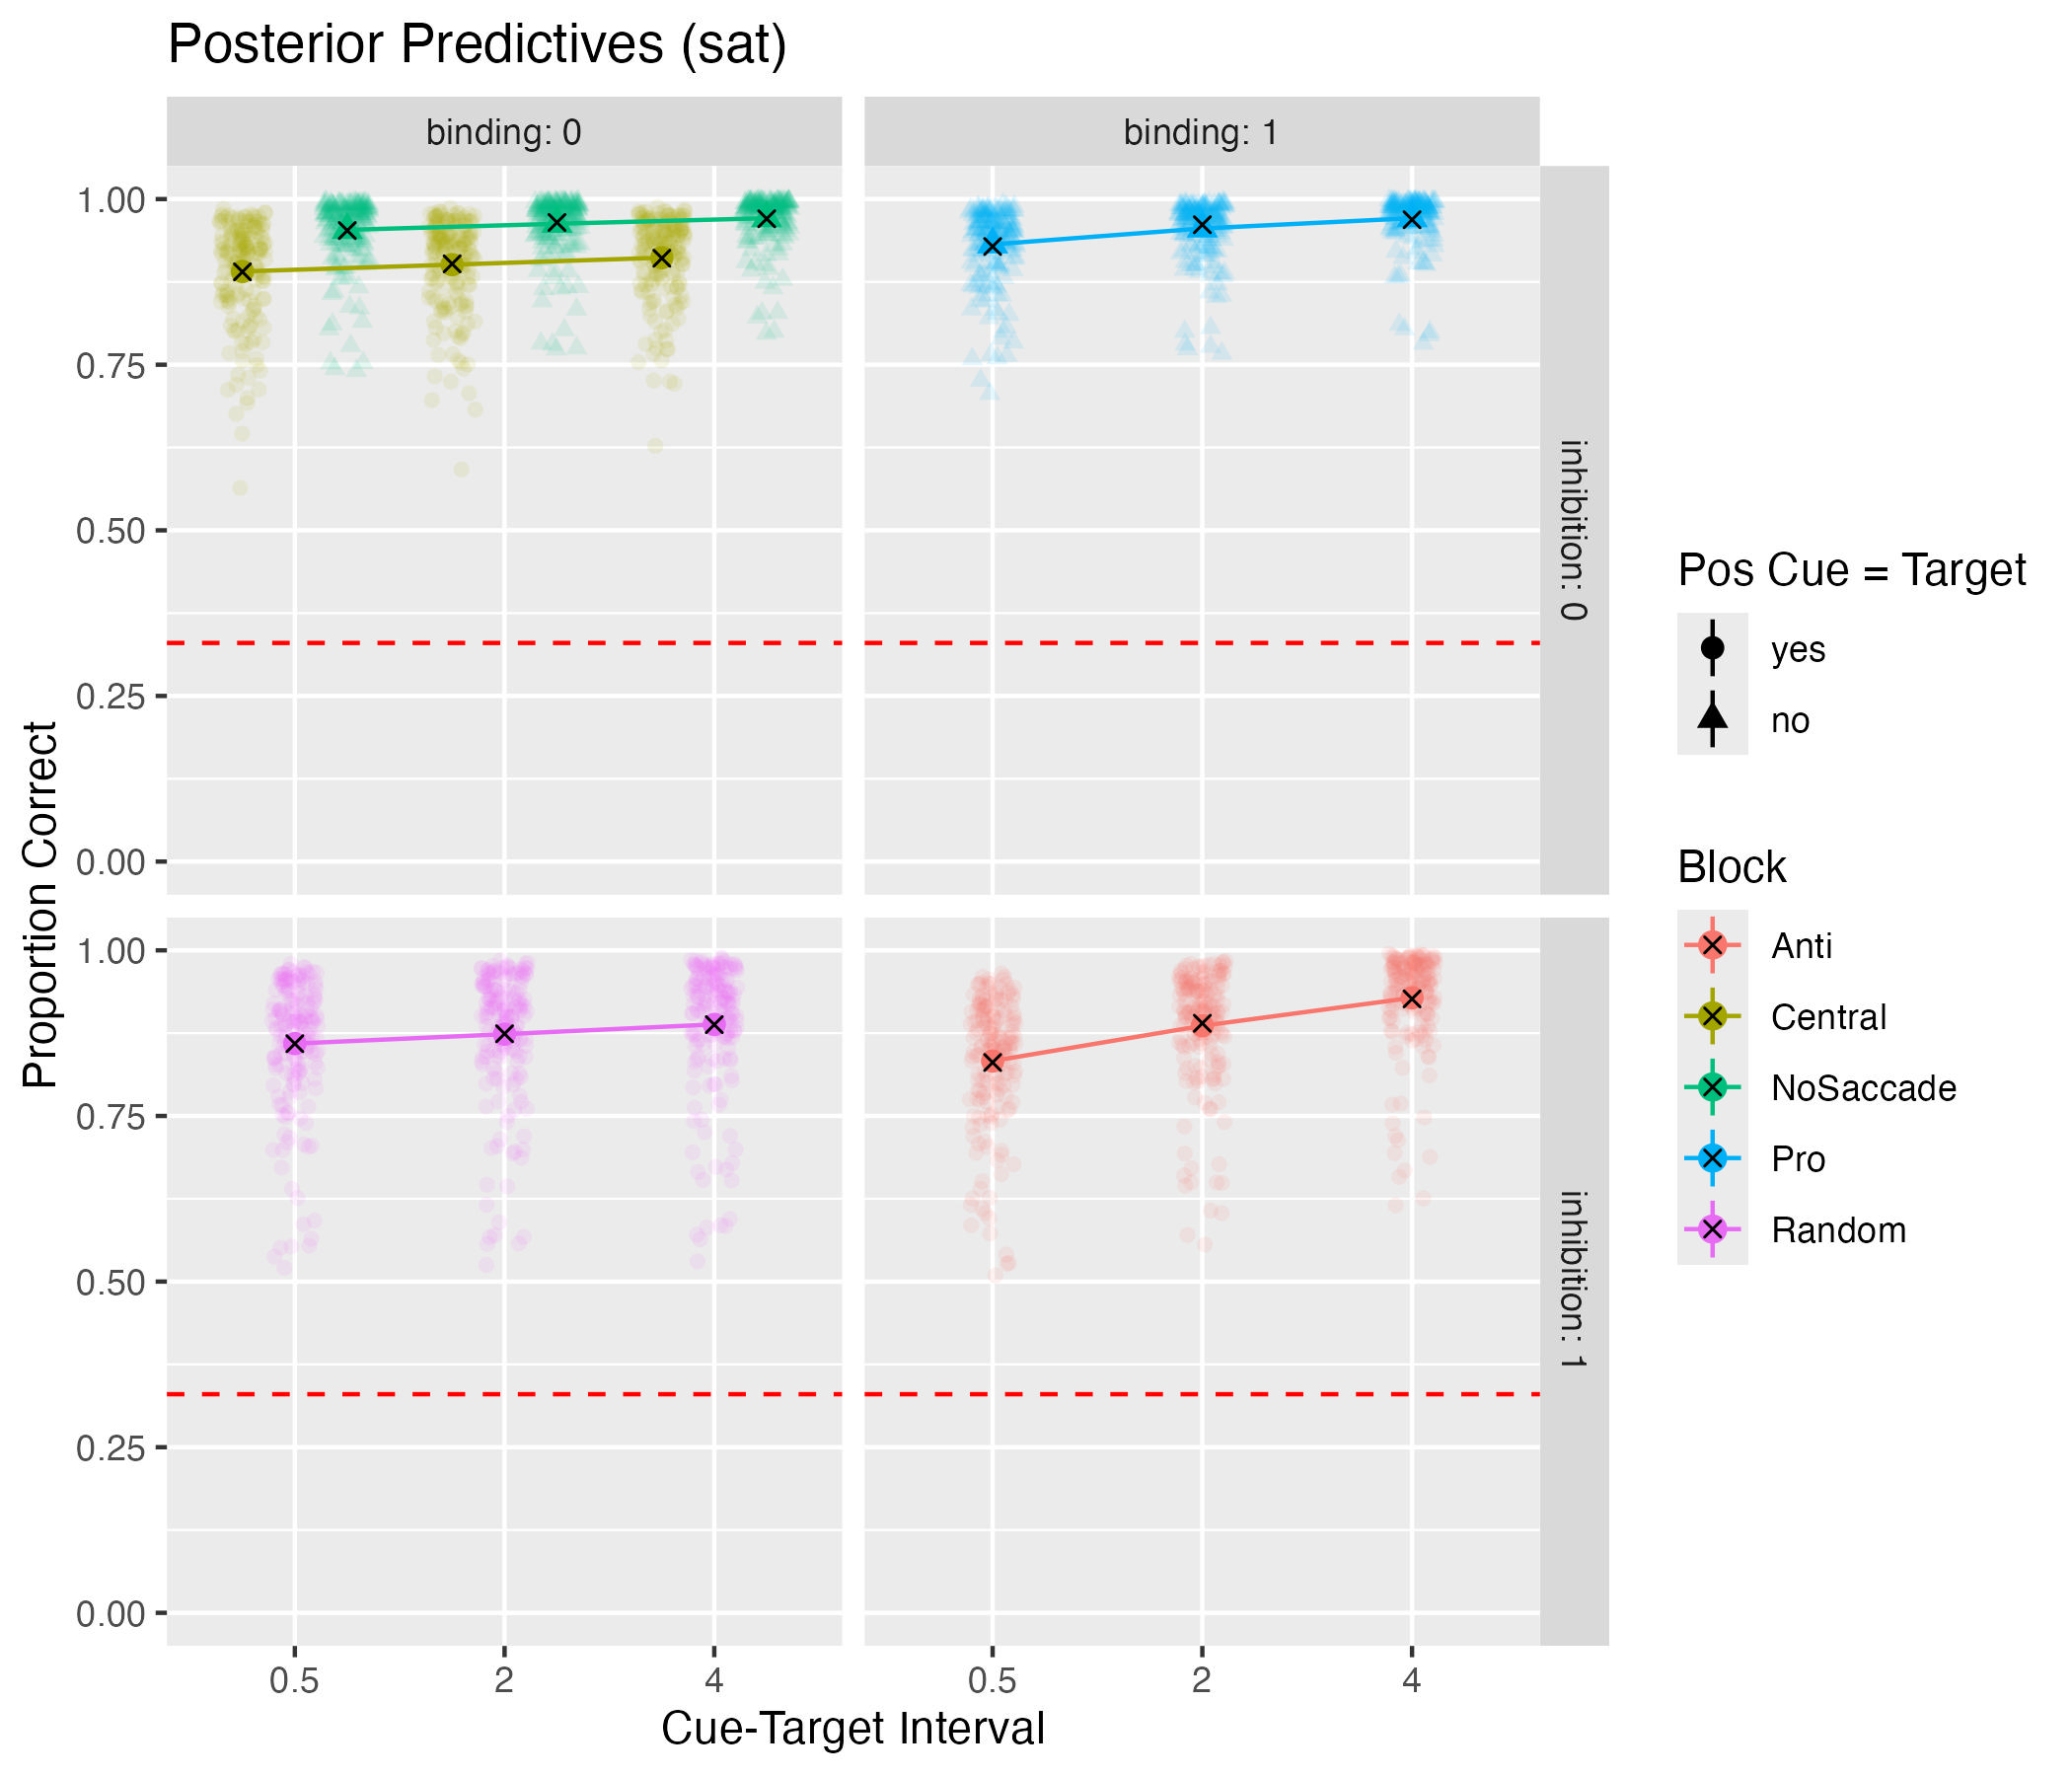 Posterior Predictives (sat)
binding: 0
binding: 1
1.00
0.75
0.50
0.25
0.00
inhibition: 0
1.00
0.75
0.50
0.25
0.00
inhibition: 1
Proportion Correct
0.5 2 4
0.5 2 4
Cue-Target Interval
Pos Cue = Target
yes
no
Block
Anti
Central
NoSaccade
Pro
Random